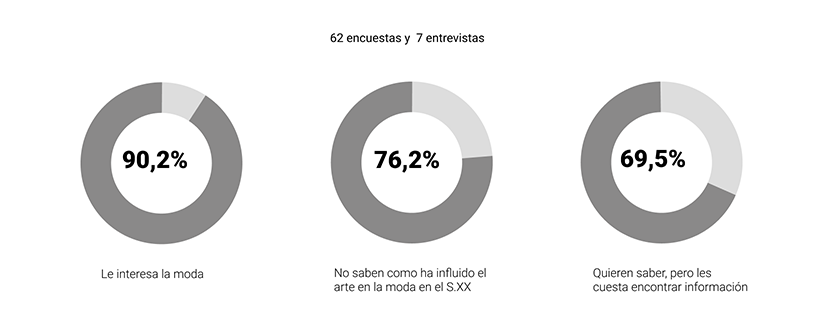 62 encuestas y  7 entrevistas
90,2%
76,2%
69,5%
Le interesa la moda
No saben como ha influido el
arte en la moda en el S.XX
Quieren saber, pero les
cuesta encontrar información